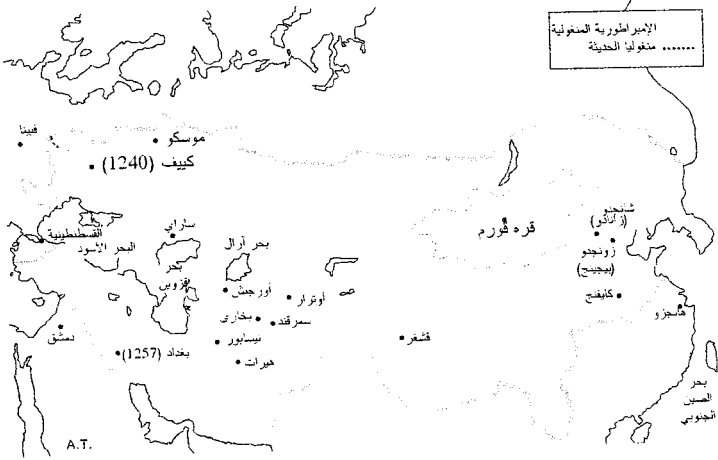 الإمبراطورية المنغولية
....... منغوليا الحديثة
فيينا
موسكو
كييف (1240)
القسطنطينية
البحر الأسود
ساراي
بحر
قزوين
بحر آرال
أورجنش
أوترار
بخارى
سمرقند
نيسابور
هيرات
دمشق
بغداد (1257)
قشغر
قره قورم
شانجدو
(زانادو)
زونجدو
(بيجينج)
كايفنج
هانجزو
بحر
الصين
الجنوبي
A.T.